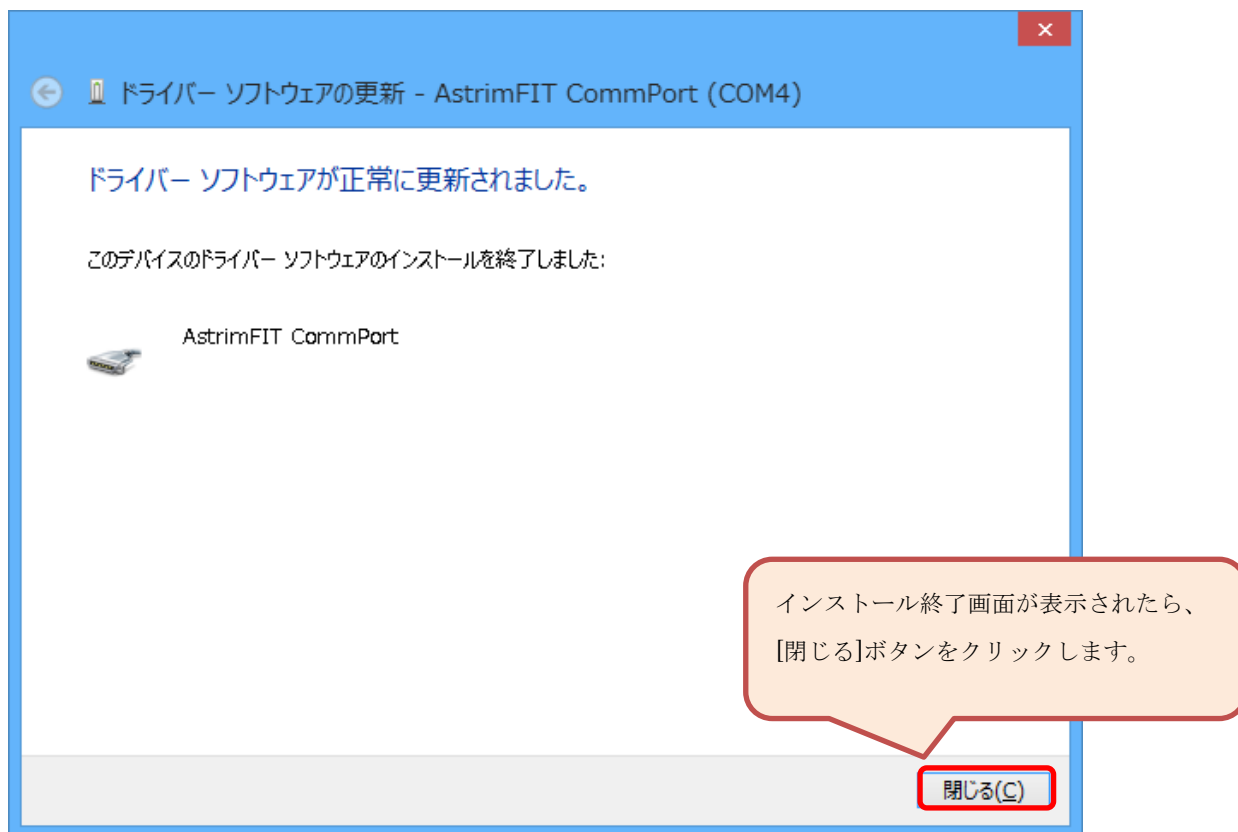 ドライバー ソフトウェアの更新 - AstrimFIT CommPort (COM4)
ドライバー ソフトウェアが正常に更新されました。
このデバイスのドライバー ソフトウェアのインストールを終了しました:
AstrimFIT CommPort
インストール終了画面が表示されたら、
[閉じる]ボタンをクリックします。
閉じる(C)